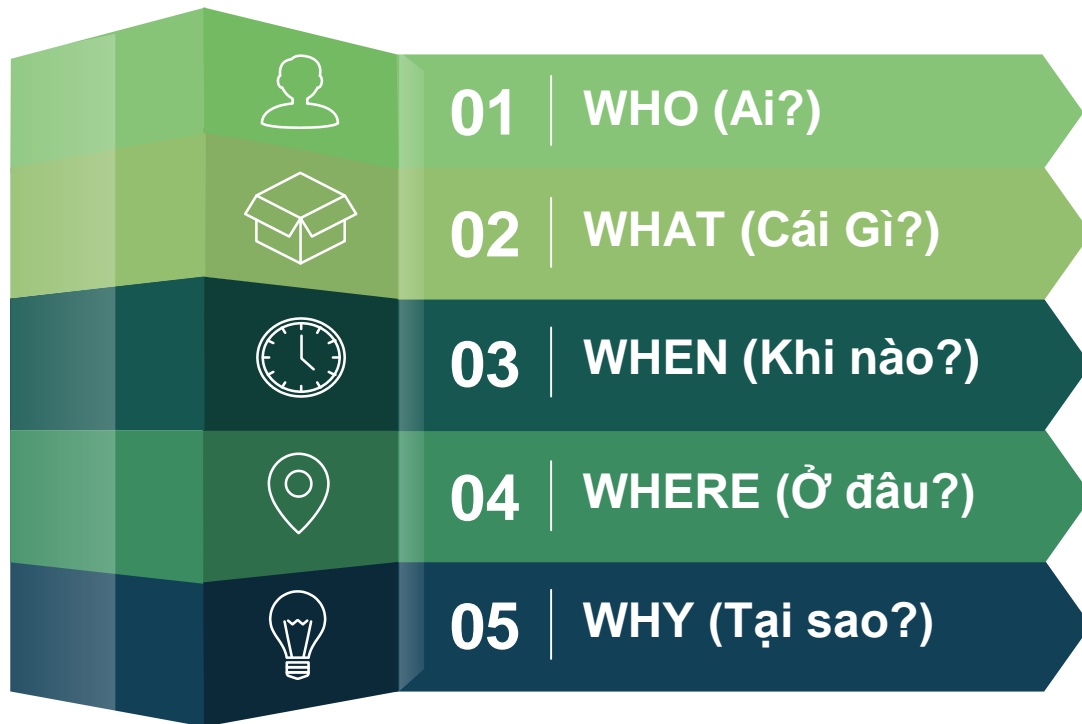 01 WHO (Ai?)
02 WHAT (Cái Gì?)
03 WHEN (Khi nào?)
04 WHERE (Ở đâu?)
05 WHY (Tại sao?)